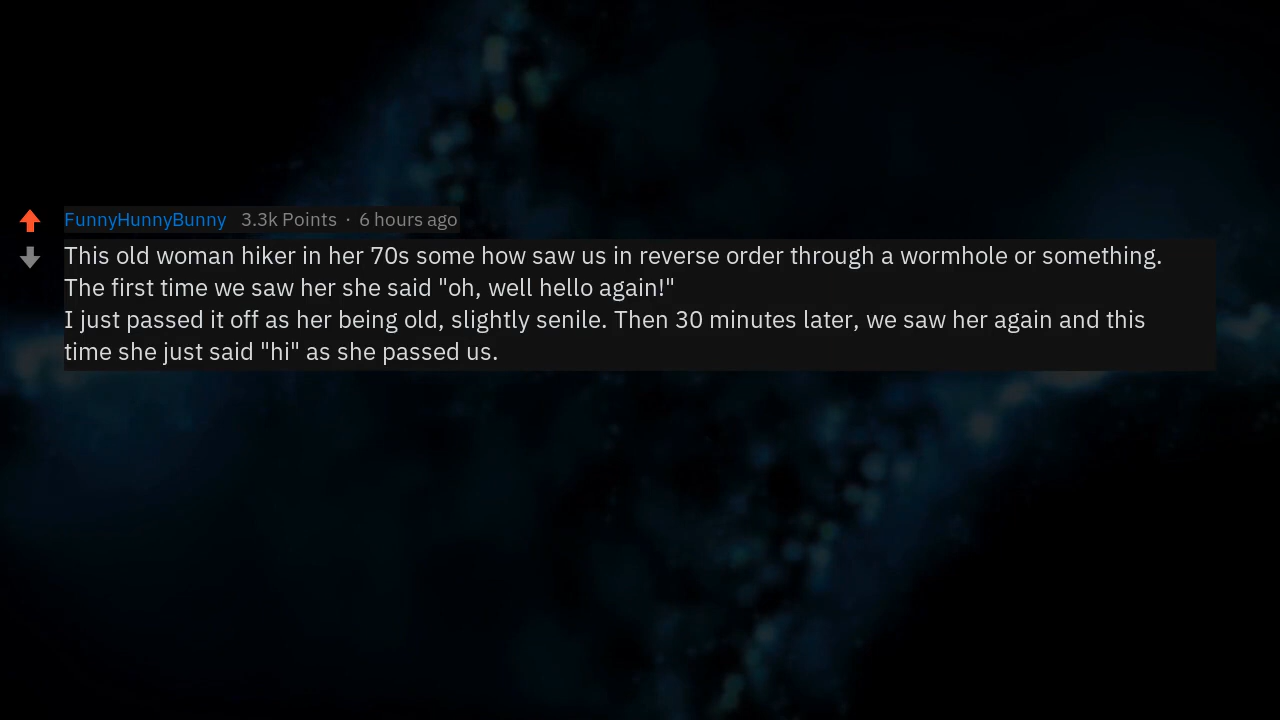 FunnyHunnyBunny 3.3k Points · 6 hours ago
This old woman hiker in her 70s some how saw us in reverse order through a wormhole or something.
The first time we saw her she said "oh, well hello again!"
I just passed it off as her being old, slightly senile. Then 30 minutes later, we saw her again and this
time she just said "hi" as she passed us.